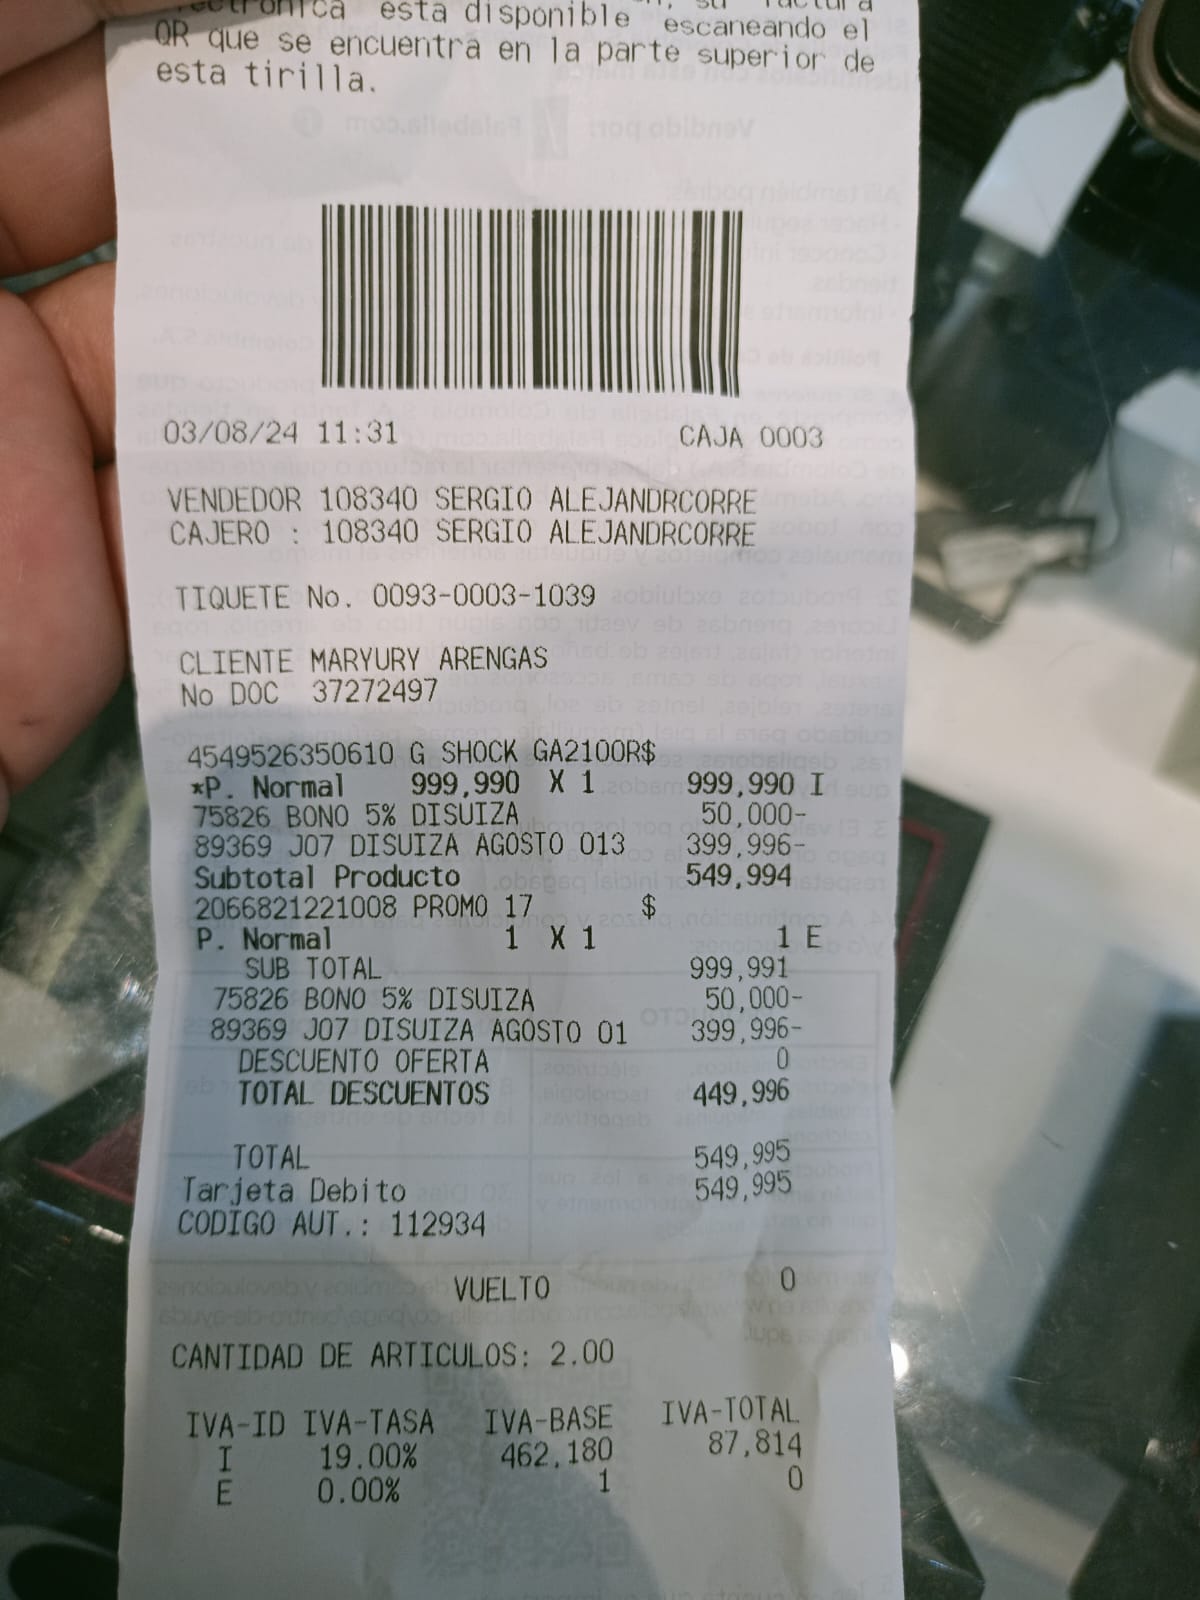 esta disponible
escaneando el
QR que se encuentra en la parte superior de
esta tirilla.
03/08/24 11:31 CAJA 0003
VENDEDOR 108340 SERGIO ALEJANDRCORRE
CAJERO : 108340 SERGIO ALEJANDRCORRE
TIQUETE No. 0093-0003-1039
CLIENTE MARYURY ARENGAS
No DOC 37272497
4549526350610 G SHOCK GA2100R$
*P. Normal 999,990 X 1 999,990 I
75826 BONO 5% DISUIZA 50,000-
89369 J07 DISUIZA AGOSTO 013 399,996-
Subtotal Producto 549,994
2066821221008 PROMO 17 $
P. Normal 1 X 1 1 E
SUB TOTAL 999,991
75826 BONO 5% DISUIZA 50,000-
89369 J07 DISUIZA AGOSTO 01 399,996-
DESCUENTO OFERTA 0
TOTAL DESCUENTOS 449,996
TOTAL 549,995
Tarjeta Debito 549,995
CODIGO AUT.: 112934
VUELTO 0
CANTIDAD DE ARTICULOS: 2.00
IVA-ID IVA-TASA IVA-BASE IVA-TOTAL
I 19.00% 462,180 87,814
E 0.00% 1 0